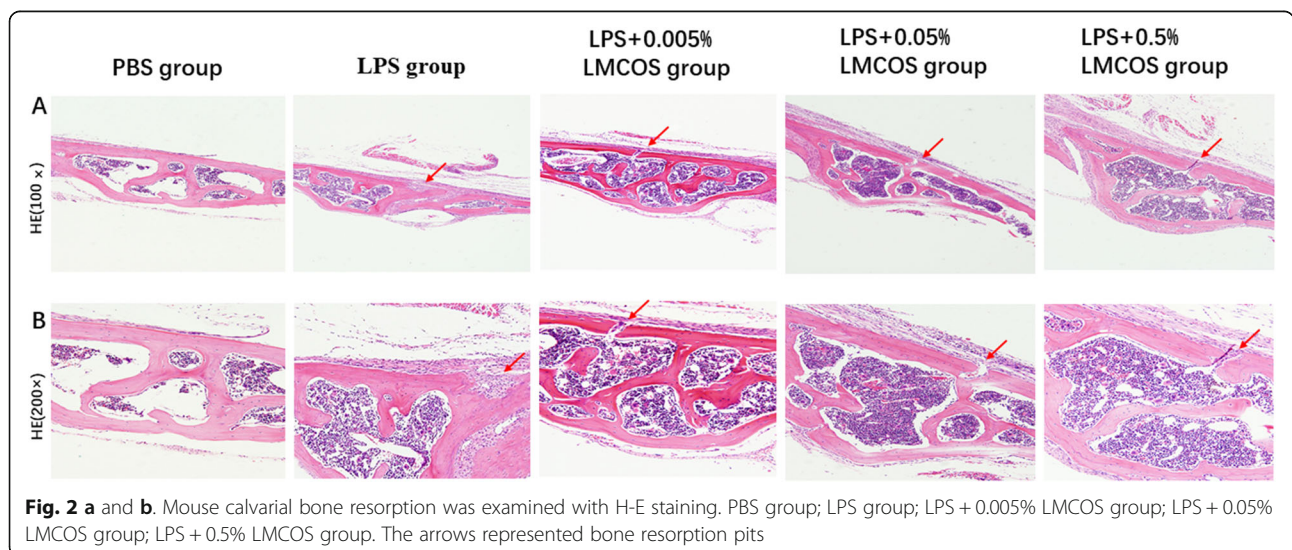 PBS group
LPS group
LPS+0.005%
LMCOS group
LPS+0.05%
LMCOS group
LPS+0.5%
LMCOS group
A
HE(100 ×)
B
HE(200×)
Fig. 2 a and b. Mouse calvarial bone resorption was examined with H-E staining. PBS group; LPS group; LPS + 0.005% LMCOS group; LPS + 0.05%
LMCOS group; LPS + 0.5% LMCOS group. The arrows represented bone resorption pits